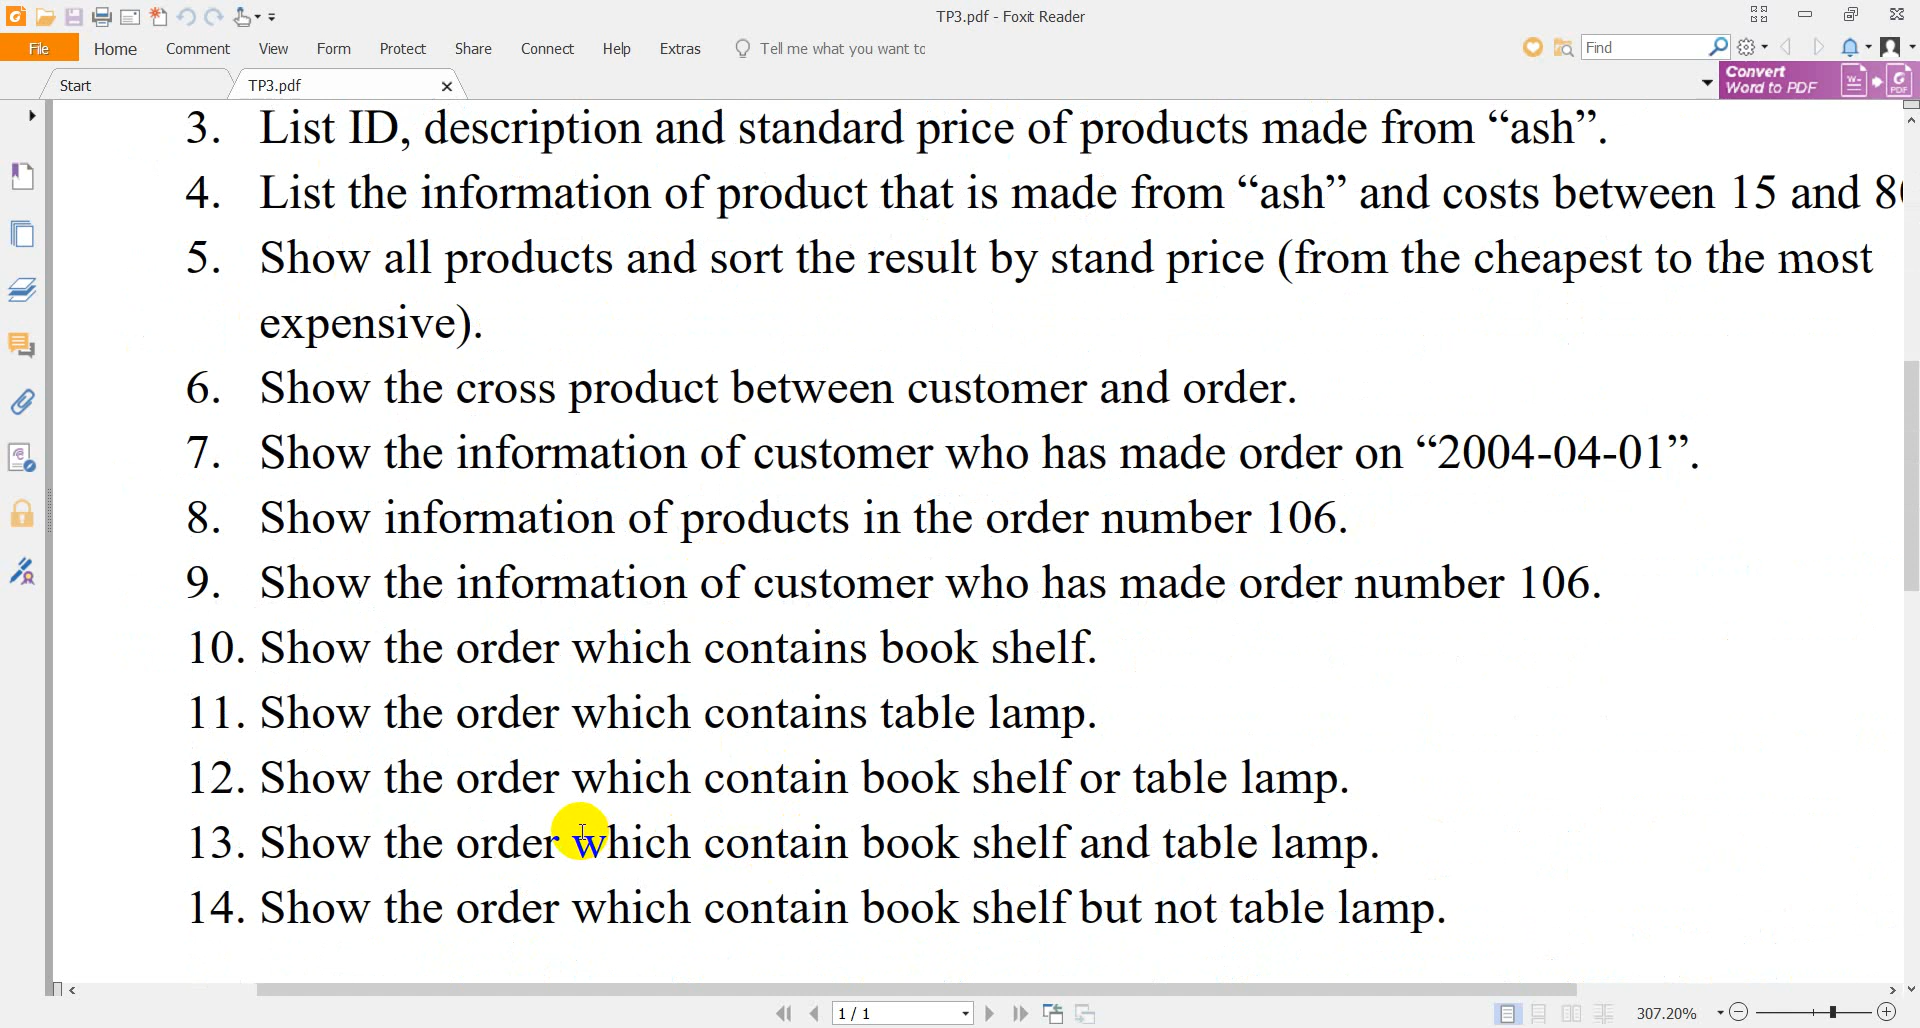 TP3.pdf - Foxit Reader
File Home Comment View Form Protect Share Connect Help Extras Tell me what you want to Find
Start TP3.pdf Convert
Word to PDF
3. List ID, description and standard price of products made from “ash”.
4. List the information of product that is made from “ash” and costs between 15 and
5. Show all products and sort the result by stand price (from the cheapest to the most
expensive).
6. Show the cross product between customer and order.
7. Show the information of customer who has made order on “2004-04-01”.
8. Show information of products in the order number 106.
9. Show the information of customer who has made order number 106.
10. Show the order which contains book shelf.
11. Show the order which contains table lamp.
12. Show the order which contain book shelf or table lamp.
13. Show the order which contain book shelf and table lamp.
14. Show the order which contain book shelf but not table lamp.
1 / 1 307.20%